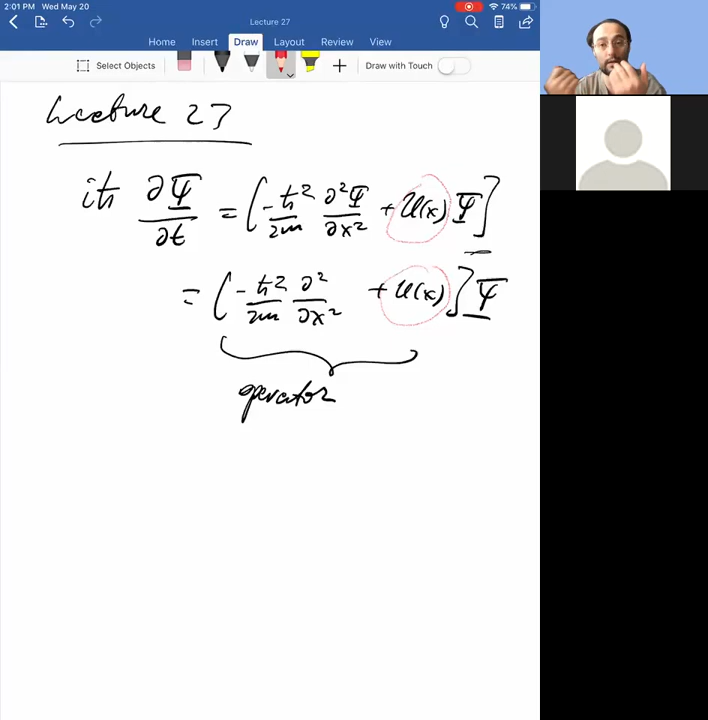 2:01 PM Wed May 20
74%
Lecture 27
Home Insert Draw Layout Review View
Select Objects
Draw with Touch
Lecture 27
iħ ∂Ψ/∂t = [-ħ²/2m ∂²Ψ/∂x² + U(x) Ψ]
= [-ħ²/2m ∂²/∂x² + U(x)] Ψ
operator